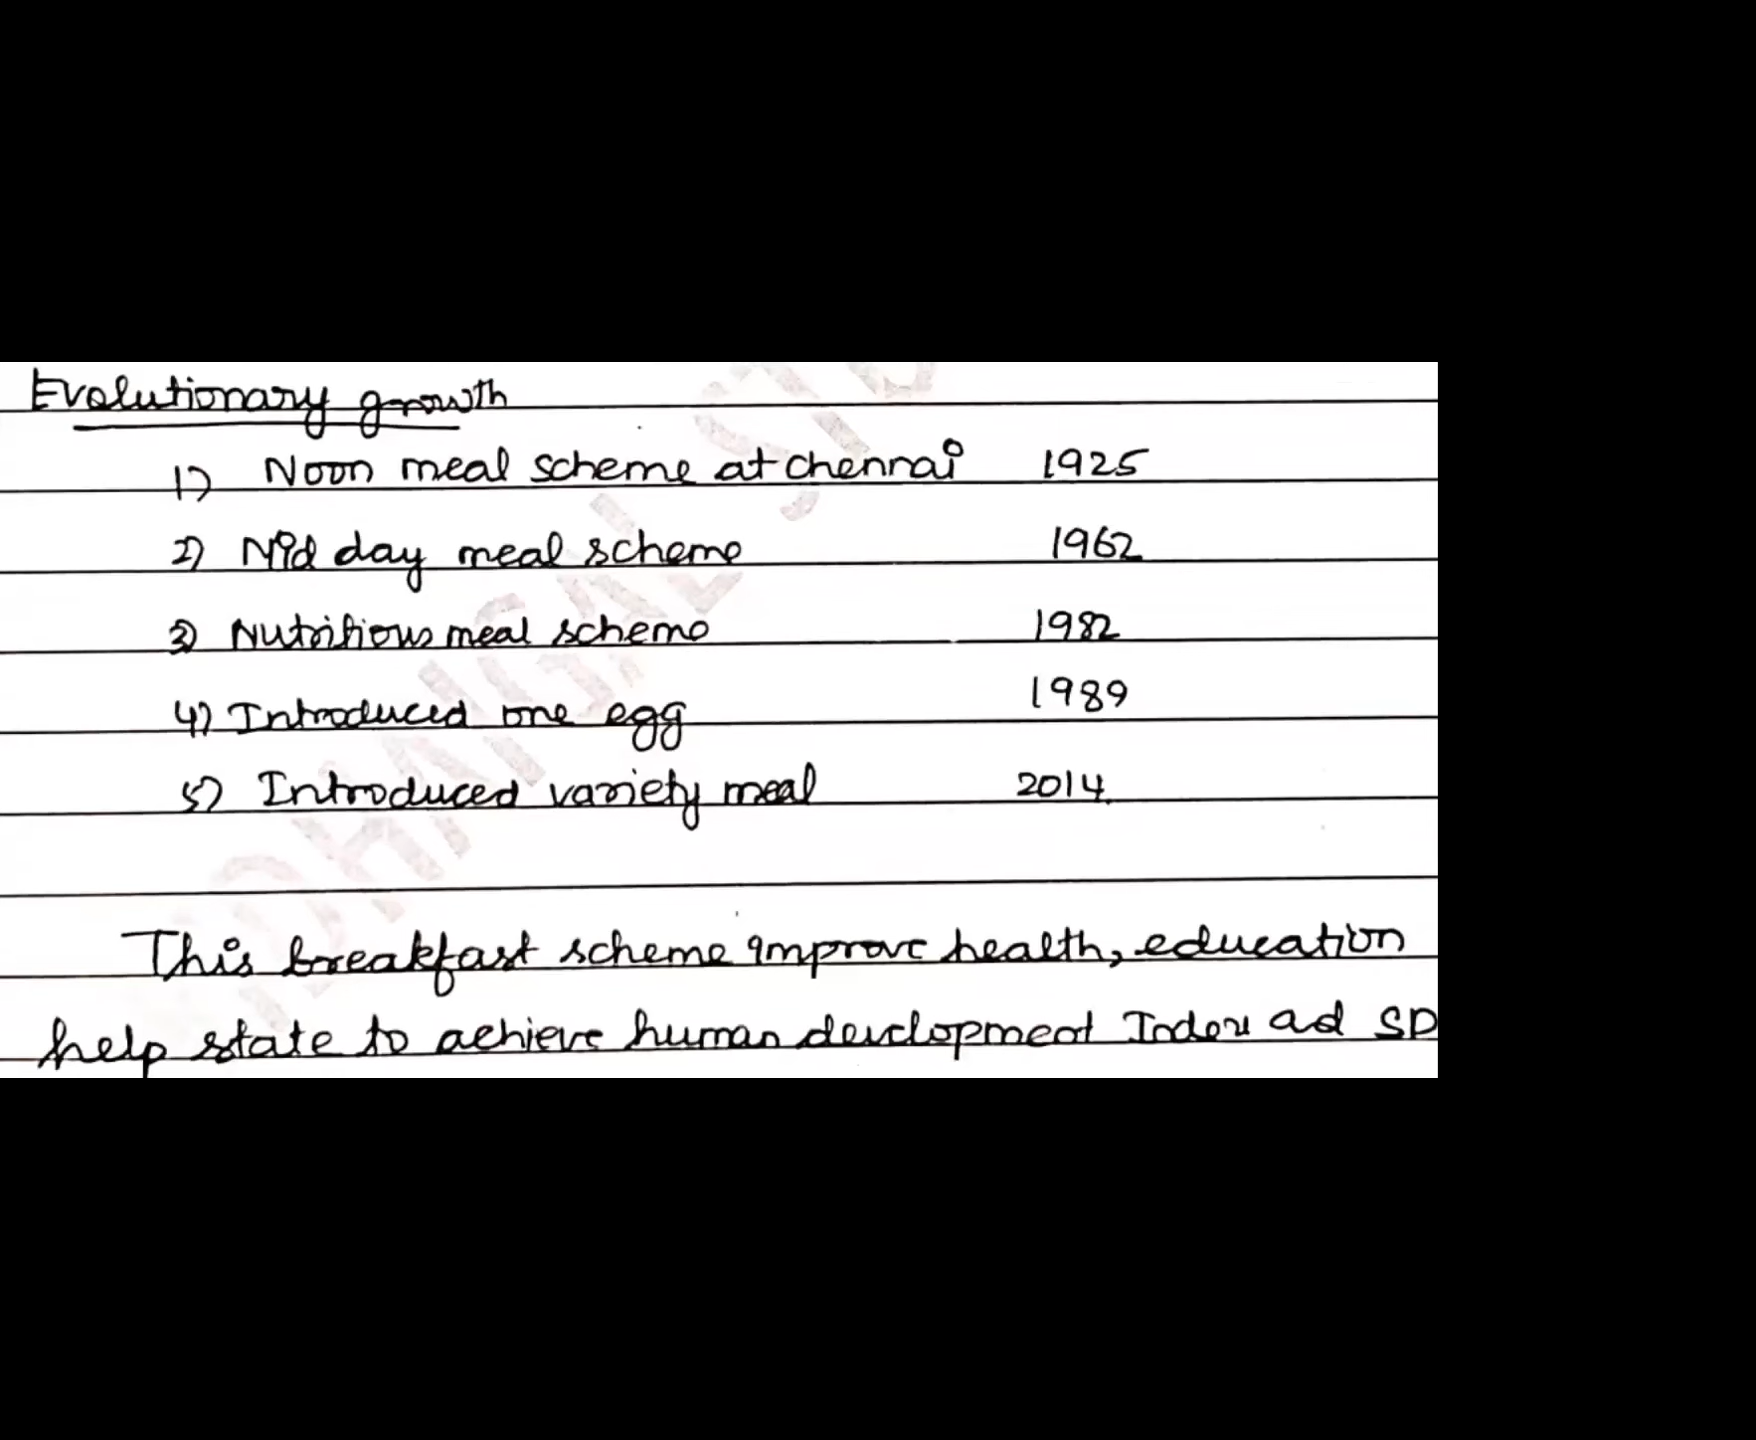 Evolutionary growth
1) Noon meal scheme at chennai 1925
2) Mid day meal scheme 1962
3) Nutritious meal scheme 1982
4) Introduced one egg 1989
5) Introduced variety meal 2014.
This breakfast scheme improve health, education
help state to achieve human development Index ad SD